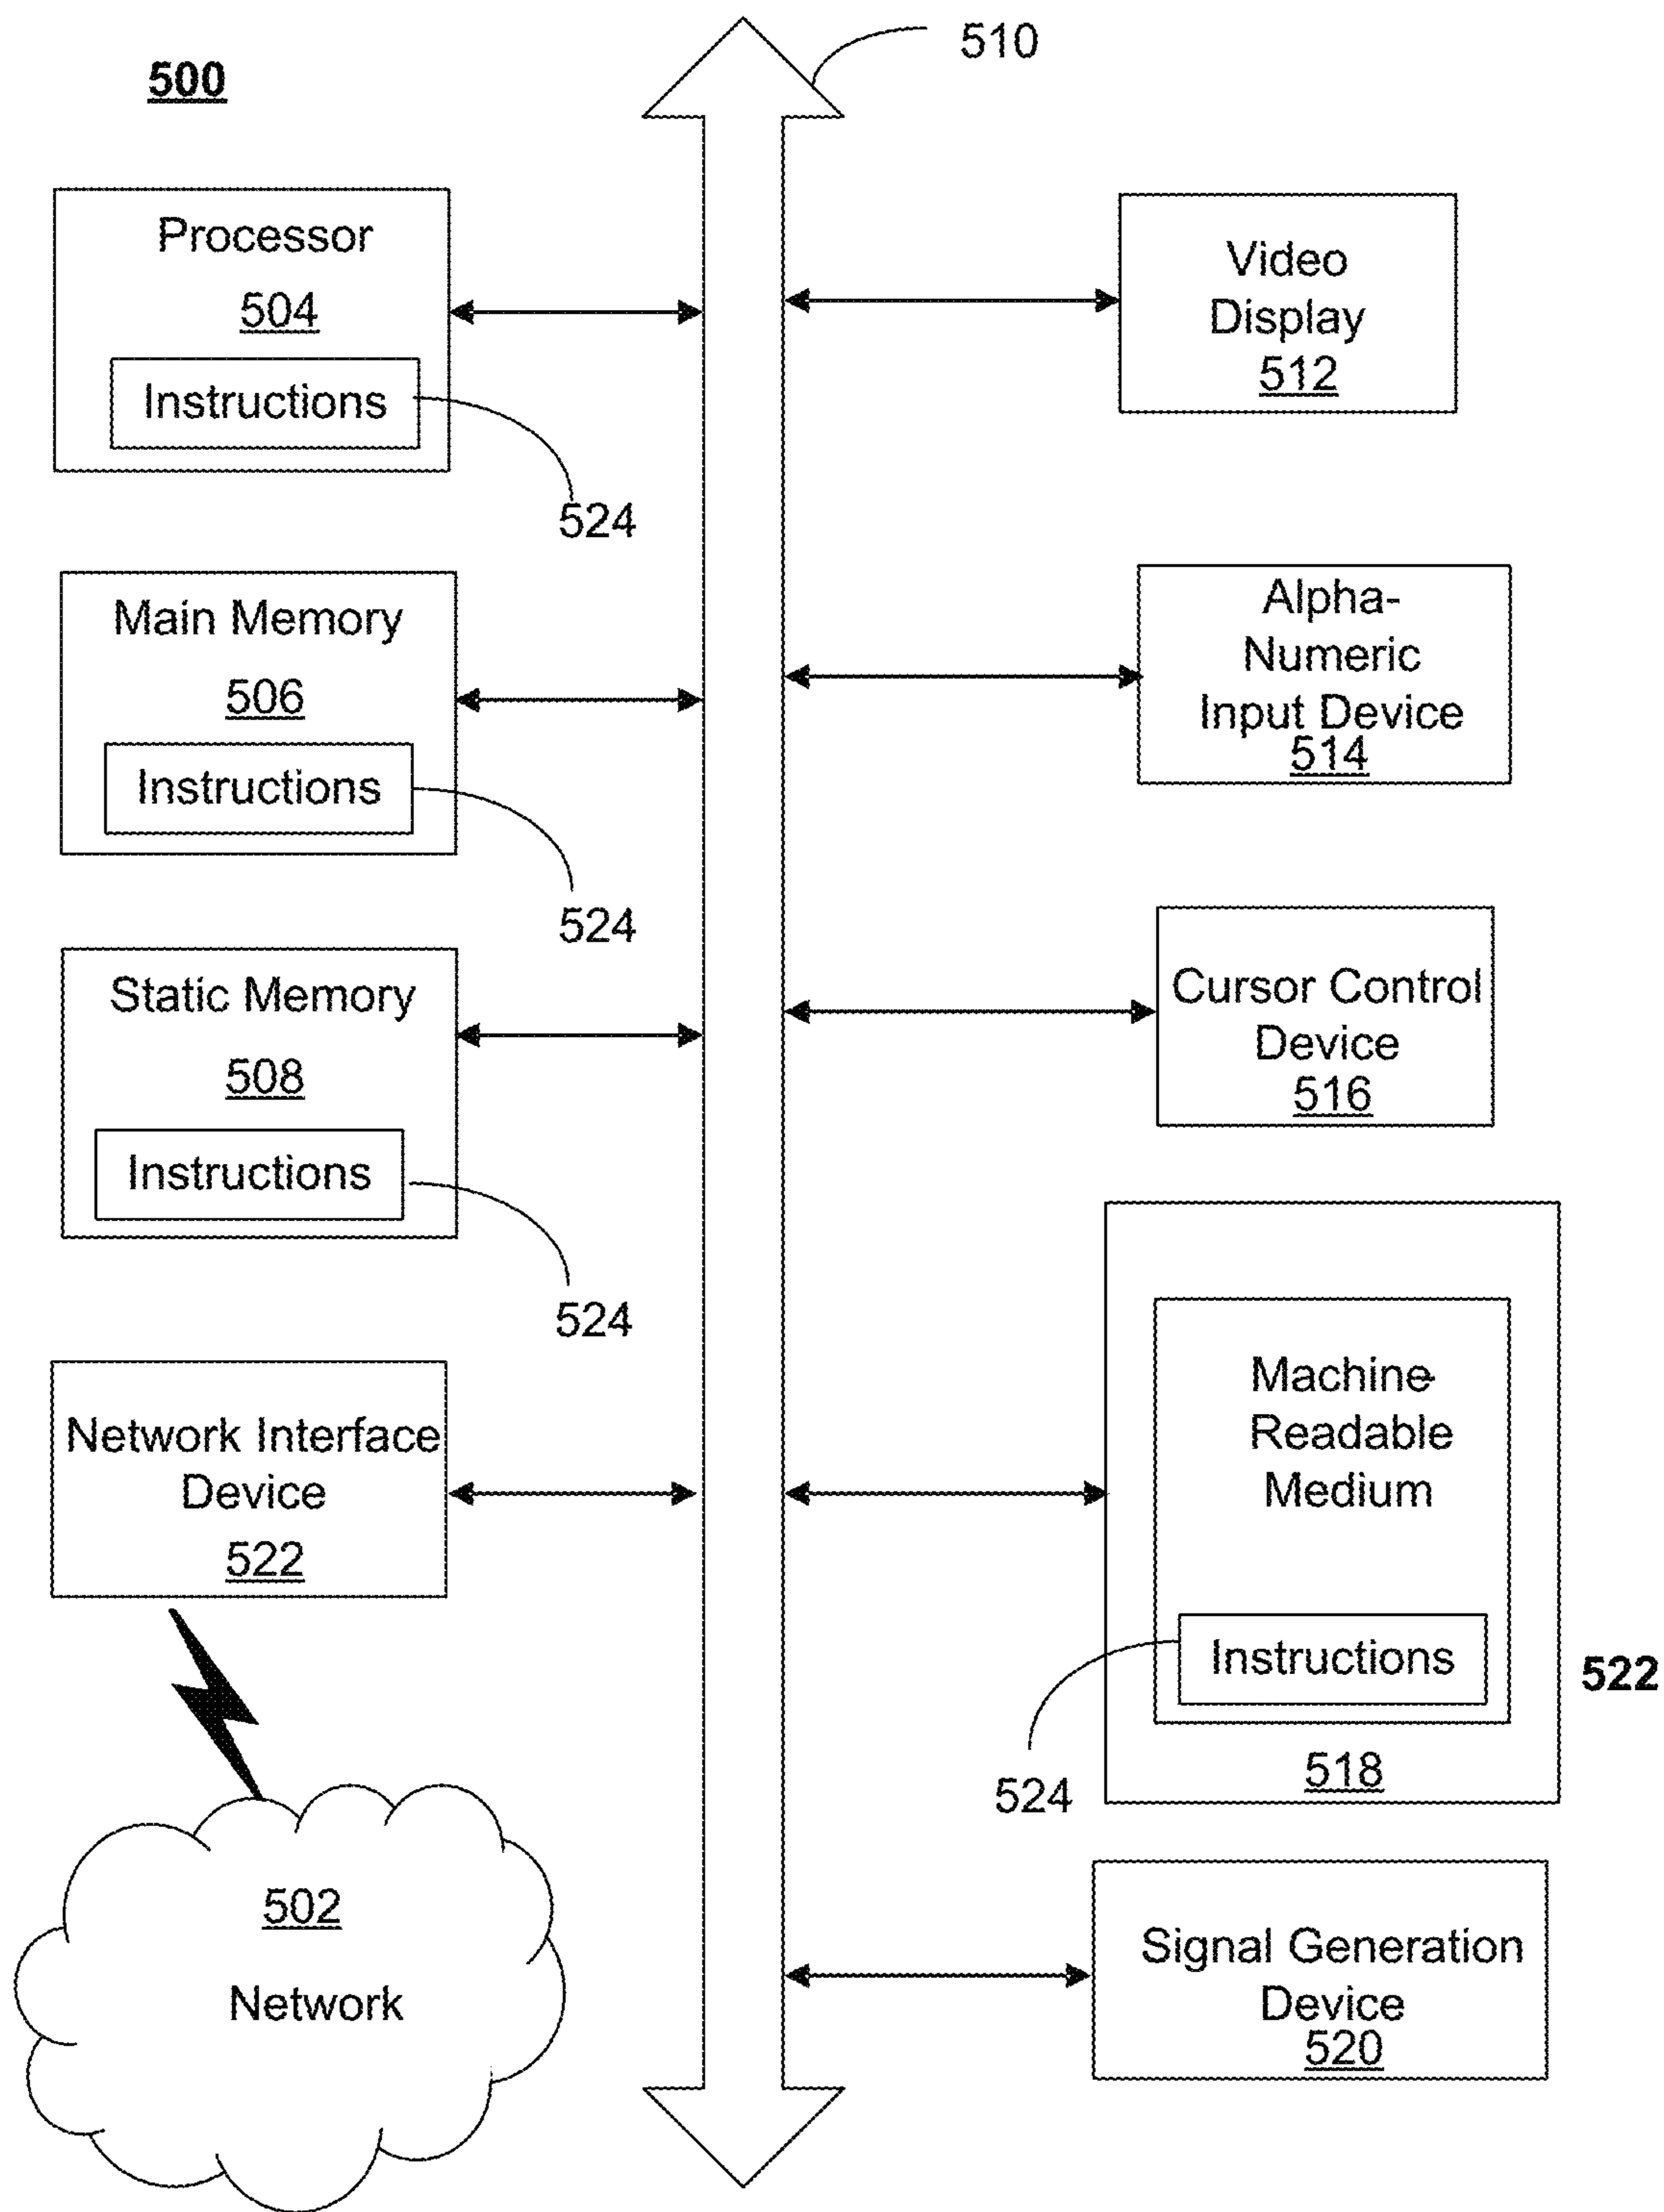 500
510
Processor
504
Instructions
524
Main Memory
506
Instructions
524
Static Memory
508
Instructions
524
Network Interface
Device
522
502
Network
Video
Display
512
Alpha-
Numeric
Input Device
514
Cursor Control
Device
516
Machine-
Readable
Medium
Instructions
524
518
522
Signal Generation
Device
520